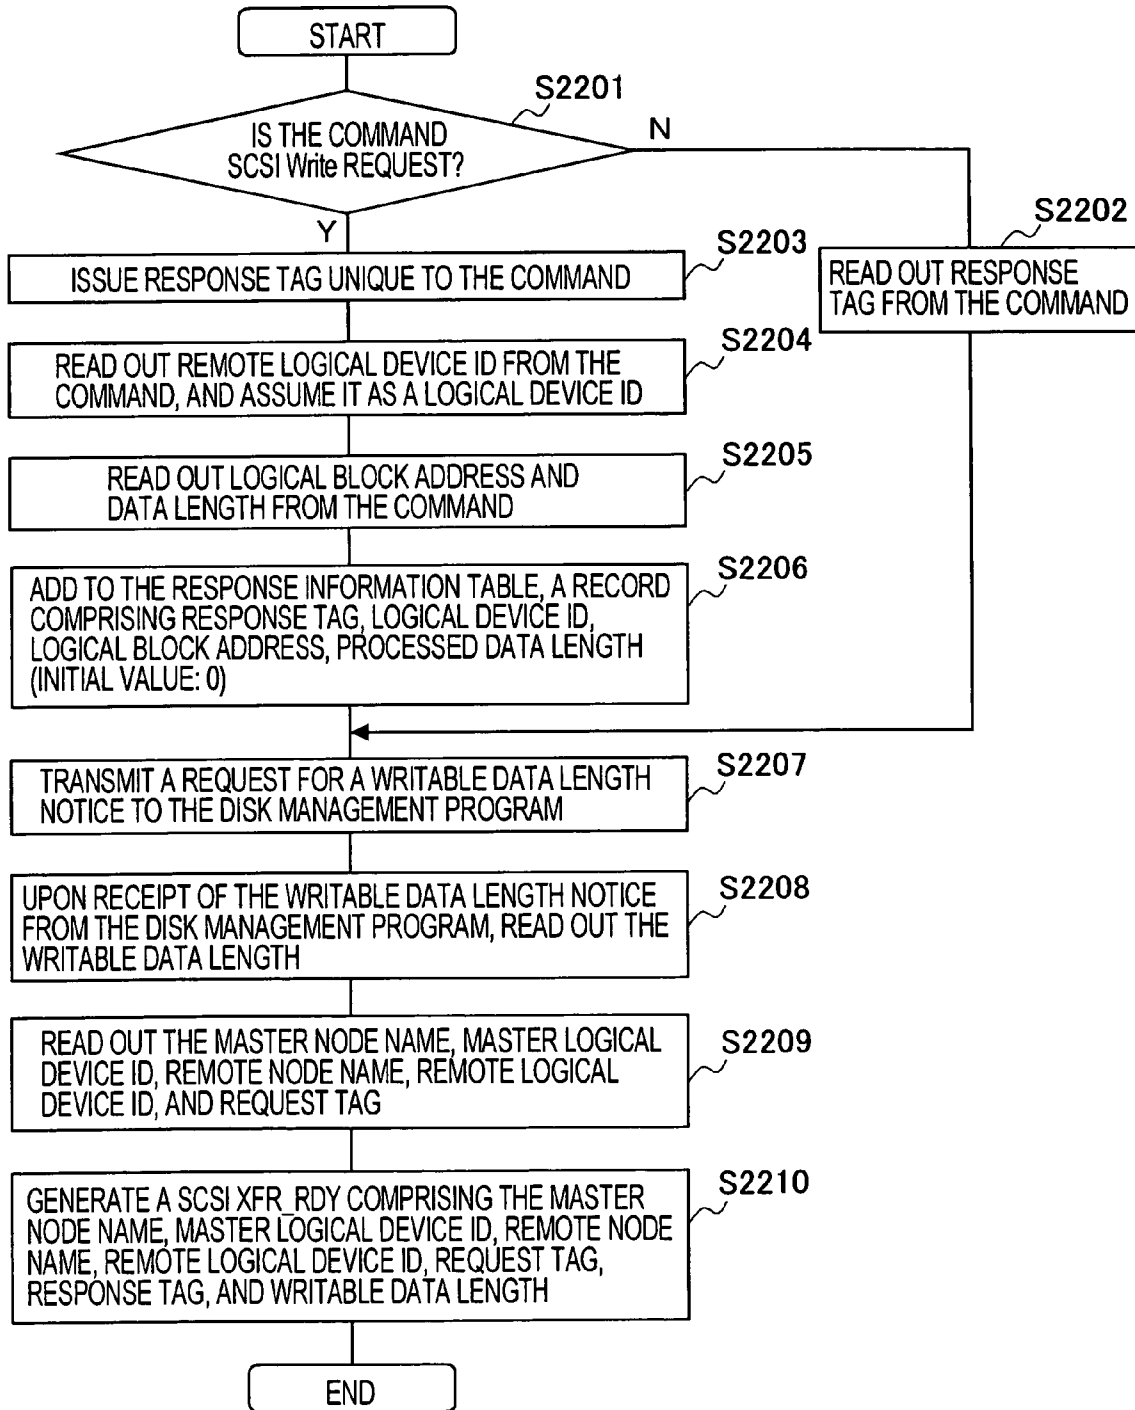 START
S2201
IS THE COMMAND
SCSI Write REQUEST?
N
Y
S2202
READ OUT RESPONSE
TAG FROM THE COMMAND
S2203
ISSUE RESPONSE TAG UNIQUE TO THE COMMAND
S2204
READ OUT REMOTE LOGICAL DEVICE ID FROM THE
COMMAND, AND ASSUME IT AS A LOGICAL DEVICE ID
S2205
READ OUT LOGICAL BLOCK ADDRESS AND
DATA LENGTH FROM THE COMMAND
S2206
ADD TO THE RESPONSE INFORMATION TABLE, A RECORD
COMPRISING RESPONSE TAG, LOGICAL DEVICE ID,
LOGICAL BLOCK ADDRESS, PROCESSED DATA LENGTH
(INITIAL VALUE: 0)
S2207
TRANSMIT A REQUEST FOR A WRITABLE DATA LENGTH
NOTICE TO THE DISK MANAGEMENT PROGRAM
S2208
UPON RECEIPT OF THE WRITABLE DATA LENGTH NOTICE
FROM THE DISK MANAGEMENT PROGRAM, READ OUT THE
WRITABLE DATA LENGTH
S2209
READ OUT THE MASTER NODE NAME, MASTER LOGICAL
DEVICE ID, REMOTE NODE NAME, REMOTE LOGICAL
DEVICE ID, AND REQUEST TAG
S2210
GENERATE A SCSI XFR_RDY COMPRISING THE MASTER
NODE NAME, MASTER LOGICAL DEVICE ID, REMOTE NODE
NAME, REMOTE LOGICAL DEVICE ID, REQUEST TAG,
RESPONSE TAG, AND WRITABLE DATA LENGTH
END